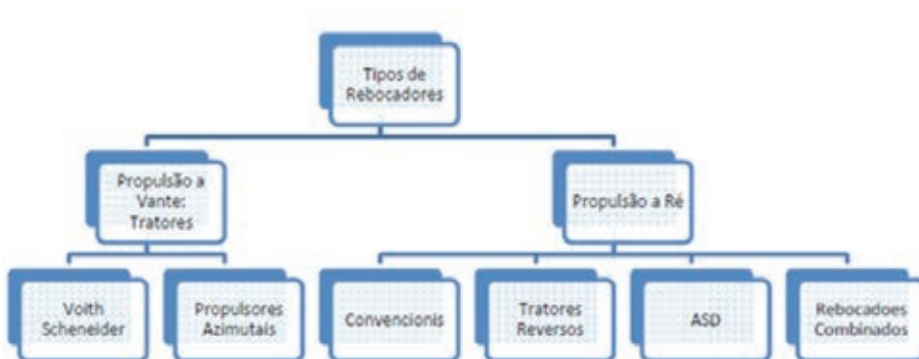 Tipos de
Rebocadores
Propulsão a
Vante:
Tratores
Propulsão a Ré
Voith
Scheneider
Propulsores
Azimutais
Convencionis
Tratores
Reversos
ASD
Rebocadoes
Combinados